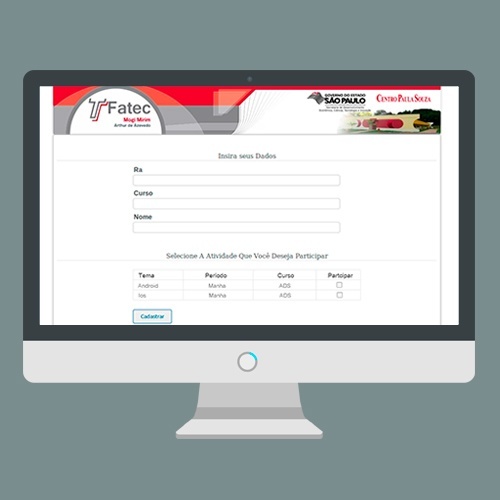 Fatec
Mogi Mirim
Arthur de Azevedo
GOVERNO DO ESTADO
SÃO PAULO
CENTRO PAULA SOUZA
Insira seus Dados
Ra
Curso
Nome
Selecione A Atividade Que Você Deseja Participar
Tema Periodo Curso Participar
Android Manha ADS
Ios Manha ADS
Cadastrar